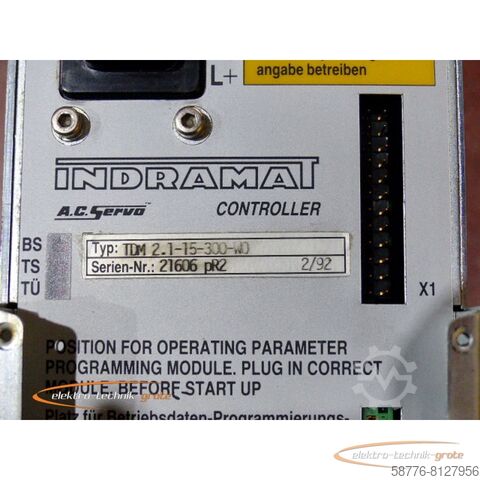 angabe betreiben
L+
INDRAMAT
A.C. Servo CONTROLLER
BS
TS
TÜ
Typ: TDM 2.1-15-300-W0
Serien-Nr.: 21606 pR2 2/92
X1
POSITION FOR OPERATING PARAMETER
PROGRAMMING MODULE. PLUG IN CORRECT
MODULE, BEFORE START UP
Platz für Betriebsdaten-Programmierungs-
elektro-technik-grote
elektro-technik-grote
58776-8127956